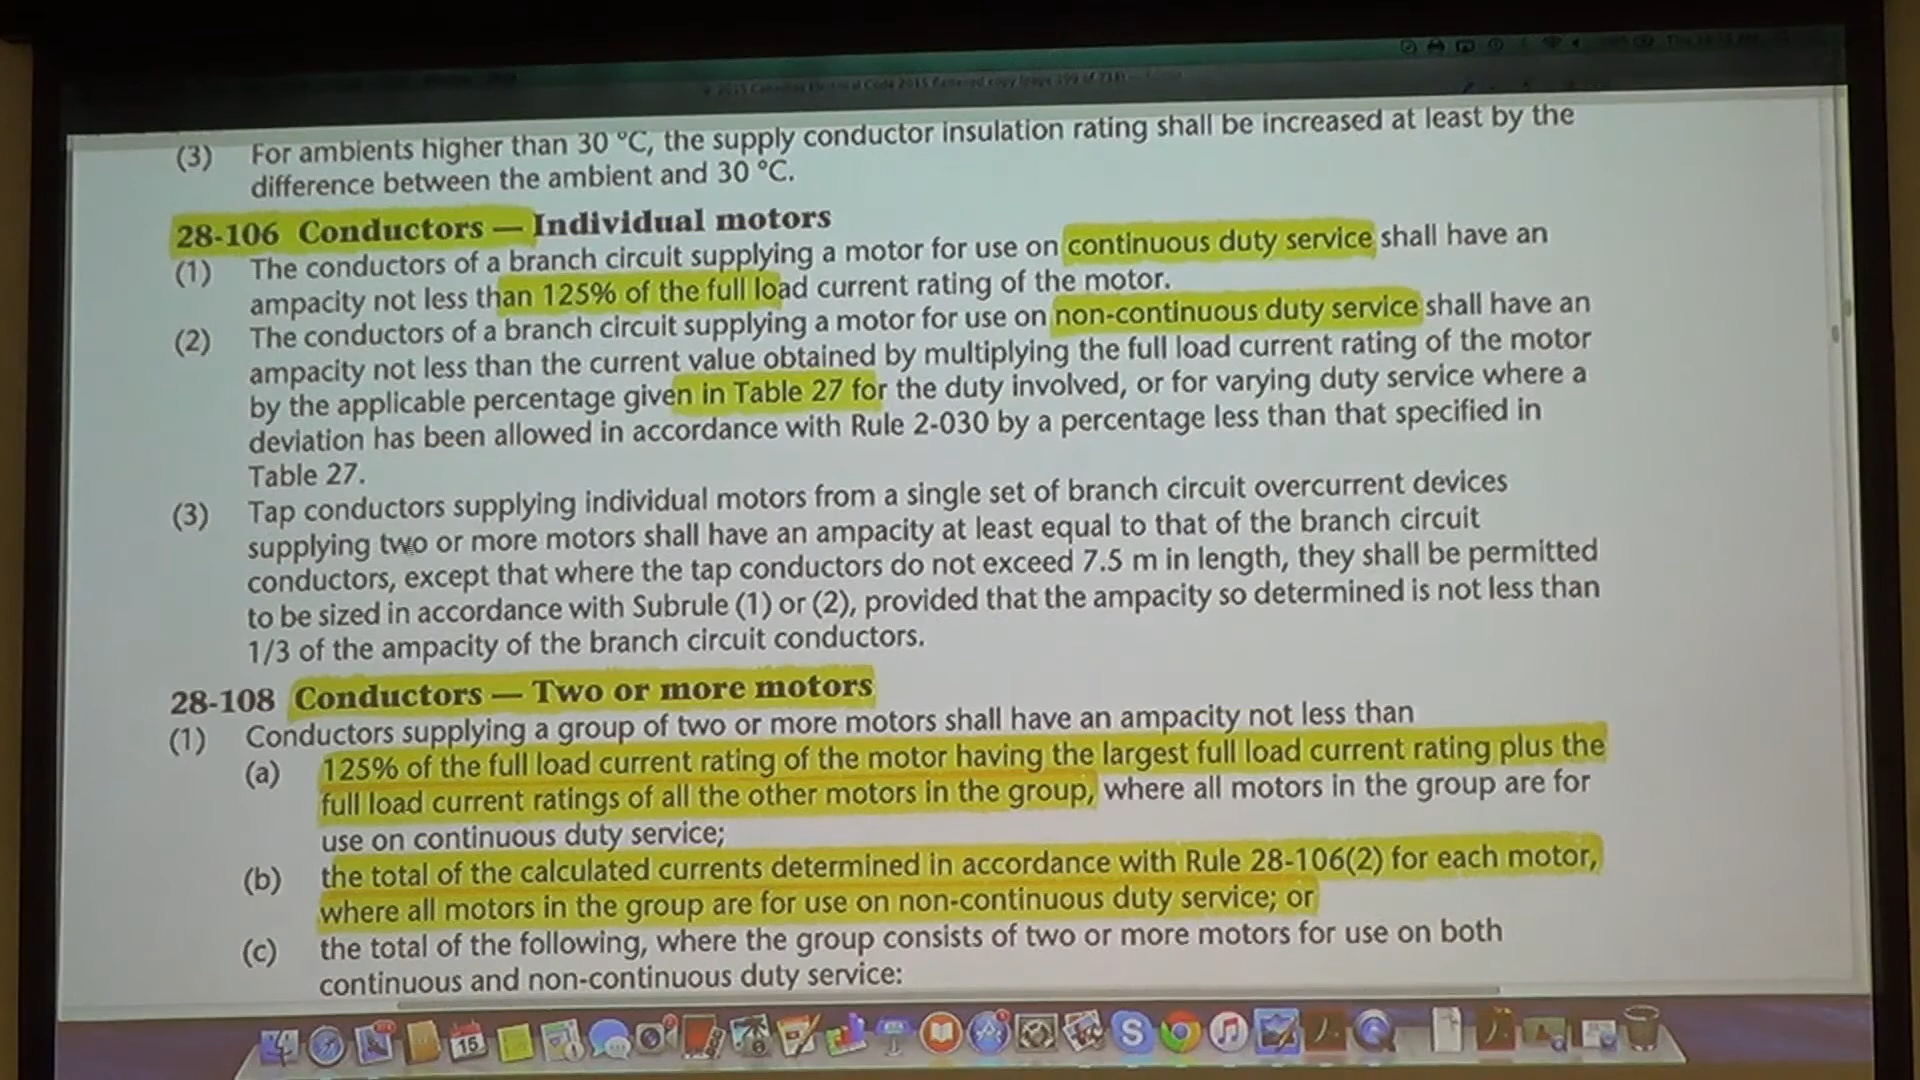 2015 Canadian Electrical Code 2015 flattened copy (page 199 of 718)
(3) For ambients higher than 30 °C, the supply conductor insulation rating shall be increased at least by the
difference between the ambient and 30 °C.
28-106 Conductors — Individual motors
(1) The conductors of a branch circuit supplying a motor for use on continuous duty service shall have an
ampacity not less than 125% of the full load current rating of the motor.
(2) The conductors of a branch circuit supplying a motor for use on non-continuous duty service shall have an
ampacity not less than the current value obtained by multiplying the full load current rating of the motor
by the applicable percentage given in Table 27 for the duty involved, or for varying duty service where a
deviation has been allowed in accordance with Rule 2-030 by a percentage less than that specified in
Table 27.
(3) Tap conductors supplying individual motors from a single set of branch circuit overcurrent devices
supplying two or more motors shall have an ampacity at least equal to that of the branch circuit
conductors, except that where the tap conductors do not exceed 7.5 m in length, they shall be permitted
to be sized in accordance with Subrule (1) or (2), provided that the ampacity so determined is not less than
1/3 of the ampacity of the branch circuit conductors.
28-108 Conductors — Two or more motors
(1) Conductors supplying a group of two or more motors shall have an ampacity not less than
(a) 125% of the full load current rating of the motor having the largest full load current rating plus the
full load current ratings of all the other motors in the group, where all motors in the group are for
use on continuous duty service;
(b) the total of the calculated currents determined in accordance with Rule 28-106(2) for each motor,
where all motors in the group are for use on non-continuous duty service; or
(c) the total of the following, where the group consists of two or more motors for use on both
continuous and non-continuous duty service:
15
S